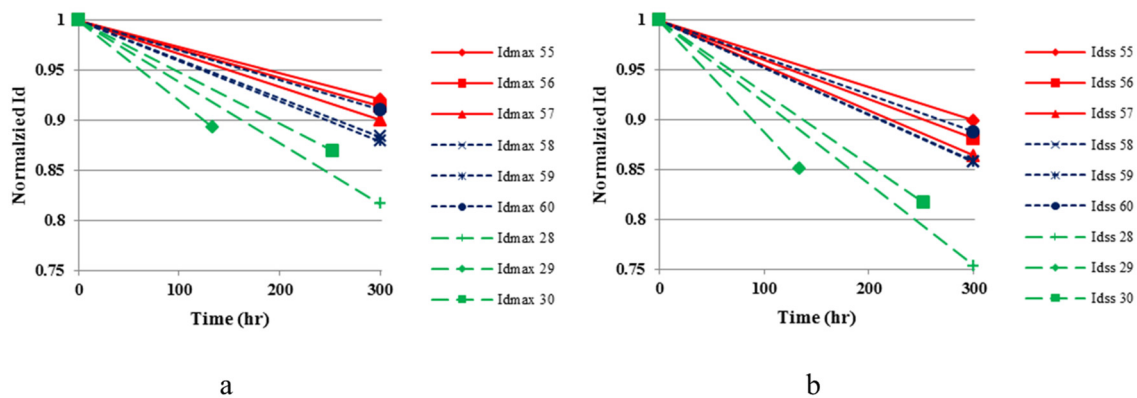 1
0.95
0.9
0.85
0.8
0.75
0
100
200
300
Normalzied Id
Time (hr)
Idmax 55
Idmax 56
Idmax 57
Idmax 58
Idmax 59
Idmax 60
Idmax 28
Idmax 29
Idmax 30
a
1
0.95
0.9
0.85
0.8
0.75
0
100
200
300
Normalzied Id
Time (hr)
Idss 55
Idss 56
Idss 57
Idss 58
Idss 59
Idss 60
Idss 28
Idss 29
Idss 30
b